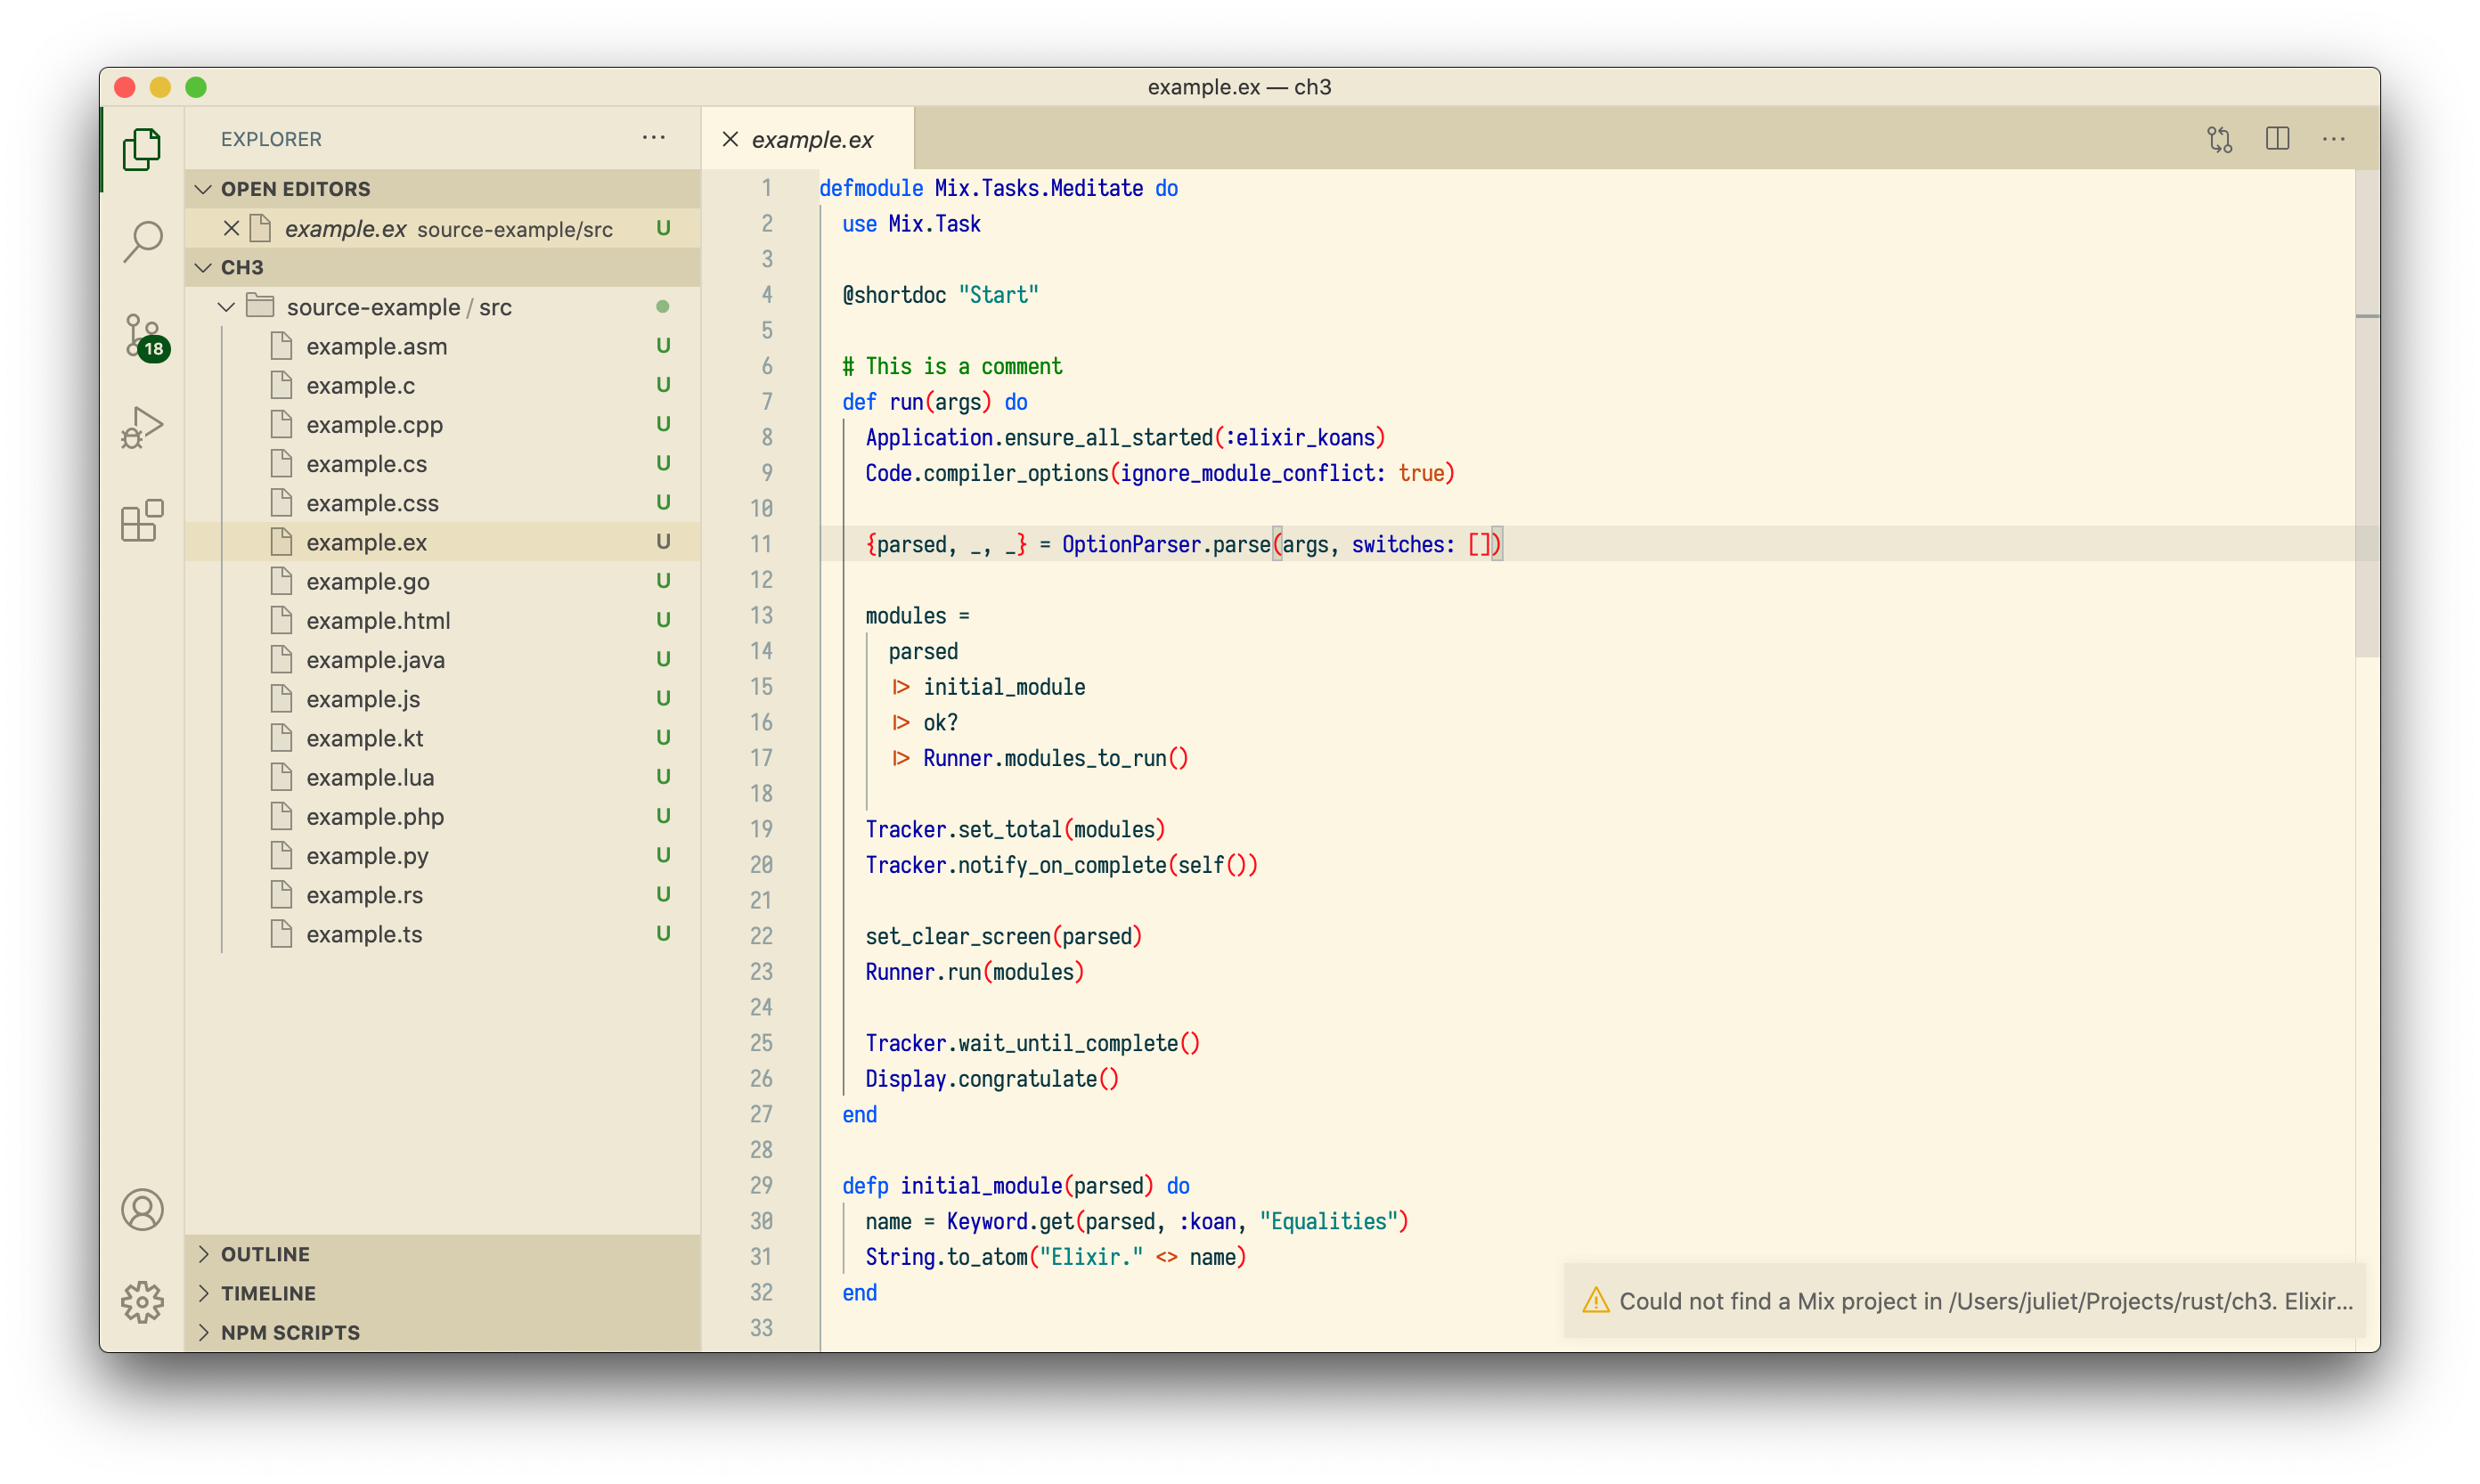 example.ex — ch3
EXPLORER
example.ex
OPEN EDITORS
example.ex source-example/src U
CH3
source-example / src
example.asm U
example.c U
example.cpp U
example.cs U
example.css U
example.ex U
example.go U
example.html U
example.java U
example.js U
example.kt U
example.lua U
example.php U
example.py U
example.rs U
example.ts U
18
OUTLINE
TIMELINE
NPM SCRIPTS
1 defmodule Mix.Tasks.Meditate do
2 use Mix.Task
3
4 @shortdoc "Start"
5
6 # This is a comment
7 def run(args) do
8 Application.ensure_all_started(:elixir_koans)
9 Code.compiler_options(ignore_module_conflict: true)
10
11 {parsed, _, _} = OptionParser.parse(args, switches: [])
12
13 modules =
14 parsed
15 |> initial_module
16 |> ok?
17 |> Runner.modules_to_run()
18
19 Tracker.set_total(modules)
20 Tracker.notify_on_complete(self())
21
22 set_clear_screen(parsed)
23 Runner.run(modules)
24
25 Tracker.wait_until_complete()
26 Display.congratulate()
27 end
28
29 defp initial_module(parsed) do
30 name = Keyword.get(parsed, :koan, "Equalities")
31 String.to_atom("Elixir." <> name)
32 end
33
Could not find a Mix project in /Users/juliet/Projects/rust/ch3. Elixir...